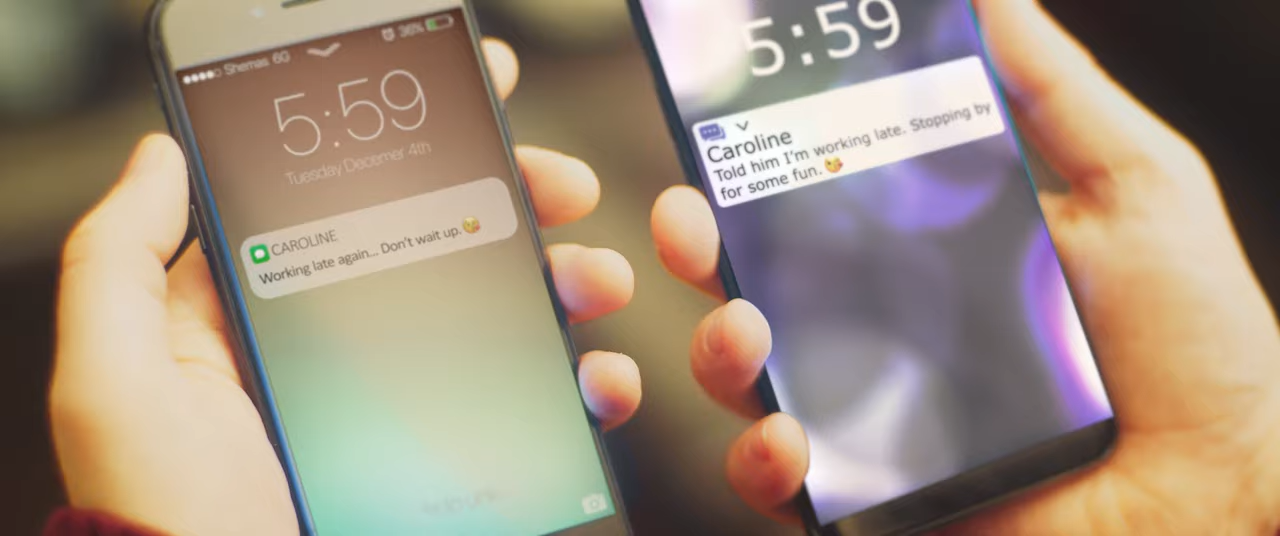 Shemas 6G
36%
5:59
Tuesday Decemer 4th
CAROLINE
Working late again... Don't wait up.😘
5:59
Caroline
Told him I'm working late. Stopping by
for some fun.😘